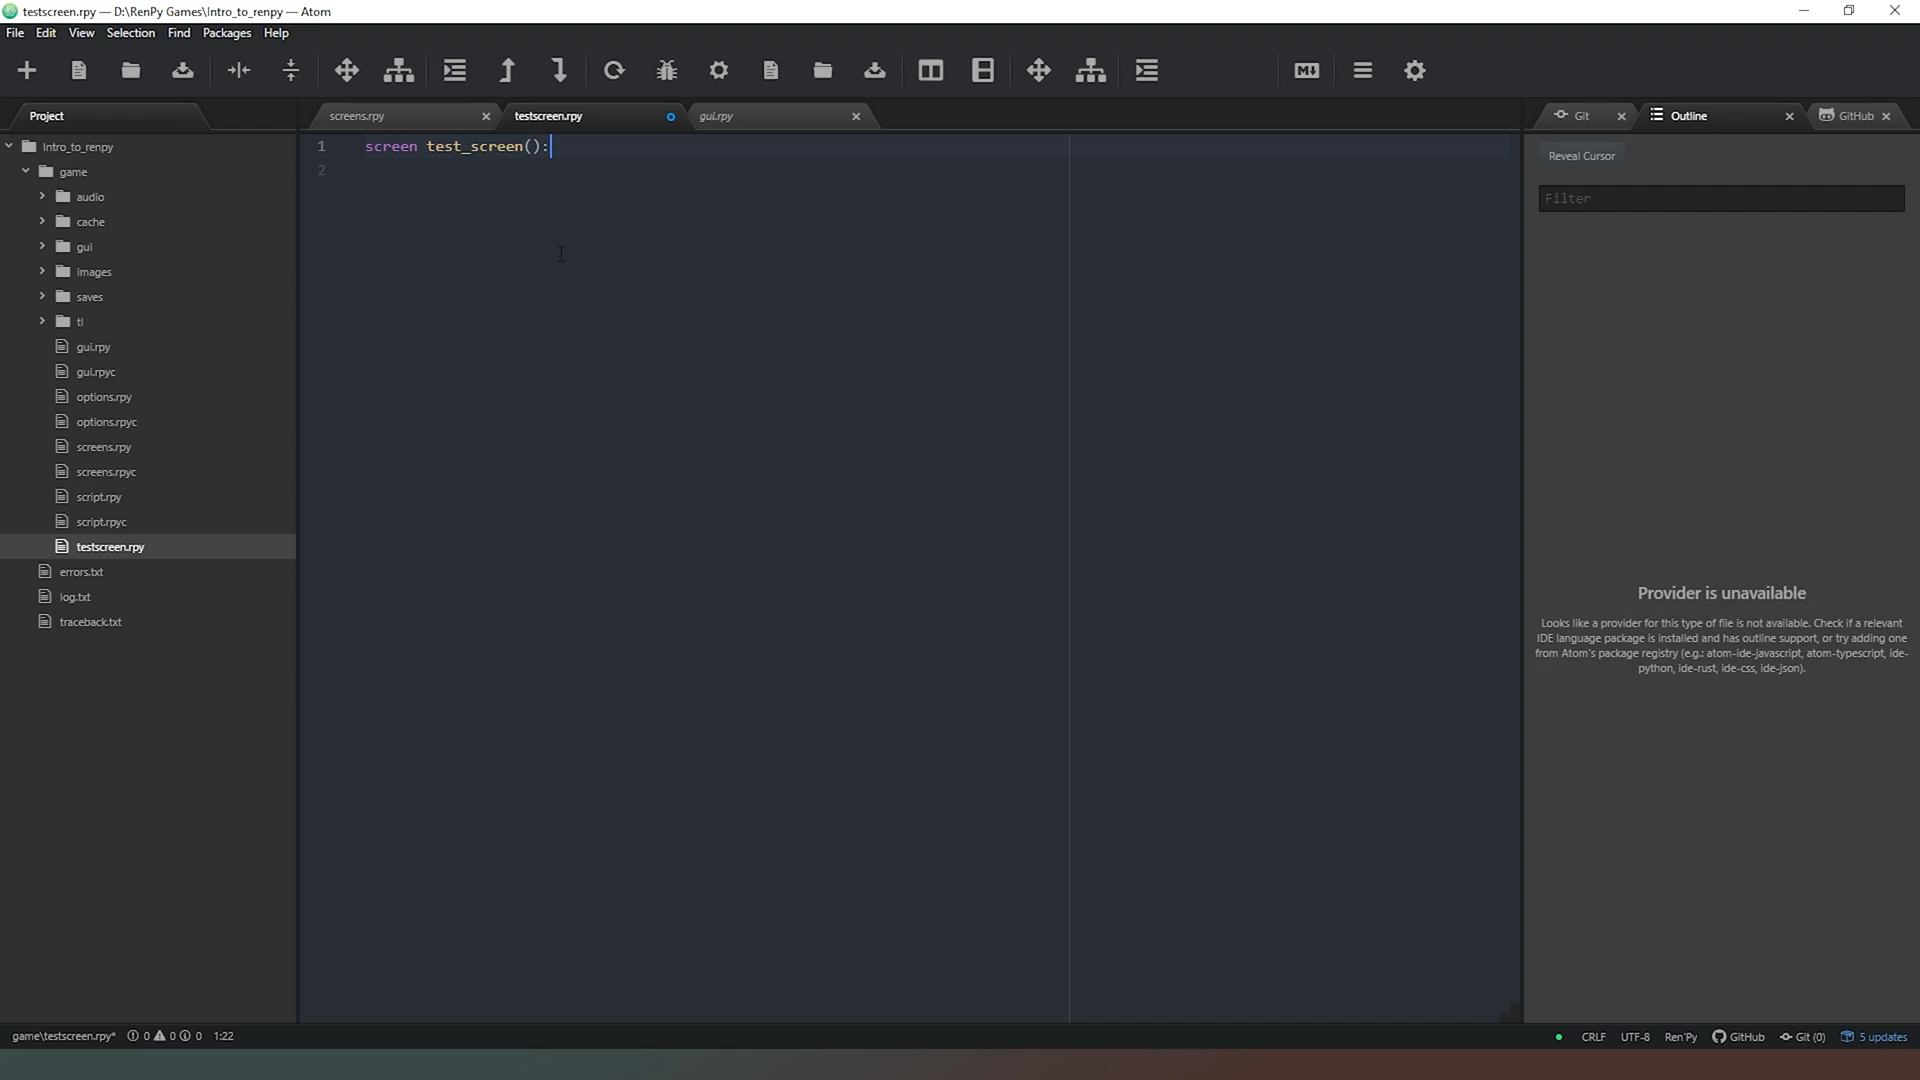 testscreen.rpy — D:\RenPy Games\Intro_to_renpy — Atom
File Edit View Selection Find Packages Help
M↓
Project
screens.rpy
testscreen.rpy
gui.rpy
Git
Outline
GitHub
Intro_to_renpy
game
audio
cache
gui
images
saves
tl
gui.rpy
gui.rpyc
options.rpy
options.rpyc
screens.rpy
screens.rpyc
script.rpy
script.rpyc
testscreen.rpy
errors.txt
log.txt
traceback.txt
1 screen test_screen():
2
Reveal Cursor
Filter
Provider is unavailable
Looks like a provider for this type of file is not available. Check if a relevant
IDE language package is installed and has outline support, or try adding one
from Atom's package registry (e.g.: atom-ide-javascript, atom-typescript, ide-
python, ide-rust, ide-css, ide-json).
game\testscreen.rpy* 0 0 0 1:22
CRLF UTF-8 Ren'Py GitHub Git (0) 5 updates